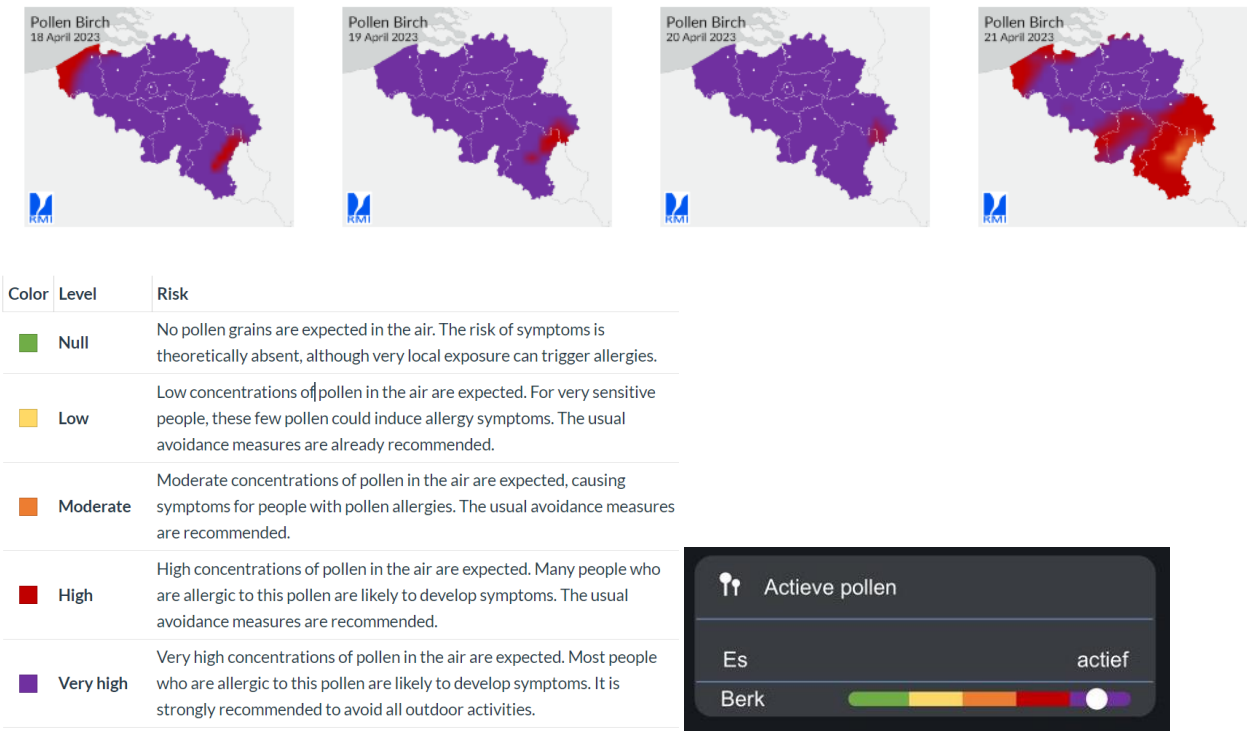 Pollen Birch
18 April 2023
RMI
Pollen Birch
19 April 2023
RMI
Pollen Birch
20 April 2023
RMI
Pollen Birch
21 April 2023
RMI
Color Level Risk
Null
No pollen grains are expected in the air. The risk of symptoms is
theoretically absent, although very local exposure can trigger allergies.
Low
Low concentrations of pollen in the air are expected. For very sensitive
people, these few pollen could induce allergy symptoms. The usual
avoidance measures are already recommended.
Moderate
Moderate concentrations of pollen in the air are expected, causing
symptoms for people with pollen allergies. The usual avoidance measures
are recommended.
High
High concentrations of pollen in the air are expected. Many people who
are allergic to this pollen are likely to develop symptoms. The usual
avoidance measures are recommended.
Very high
Very high concentrations of pollen in the air are expected. Most people
who are allergic to this pollen are likely to develop symptoms. It is
strongly recommended to avoid all outdoor activities.
Actieve pollen
Es actief
Berk